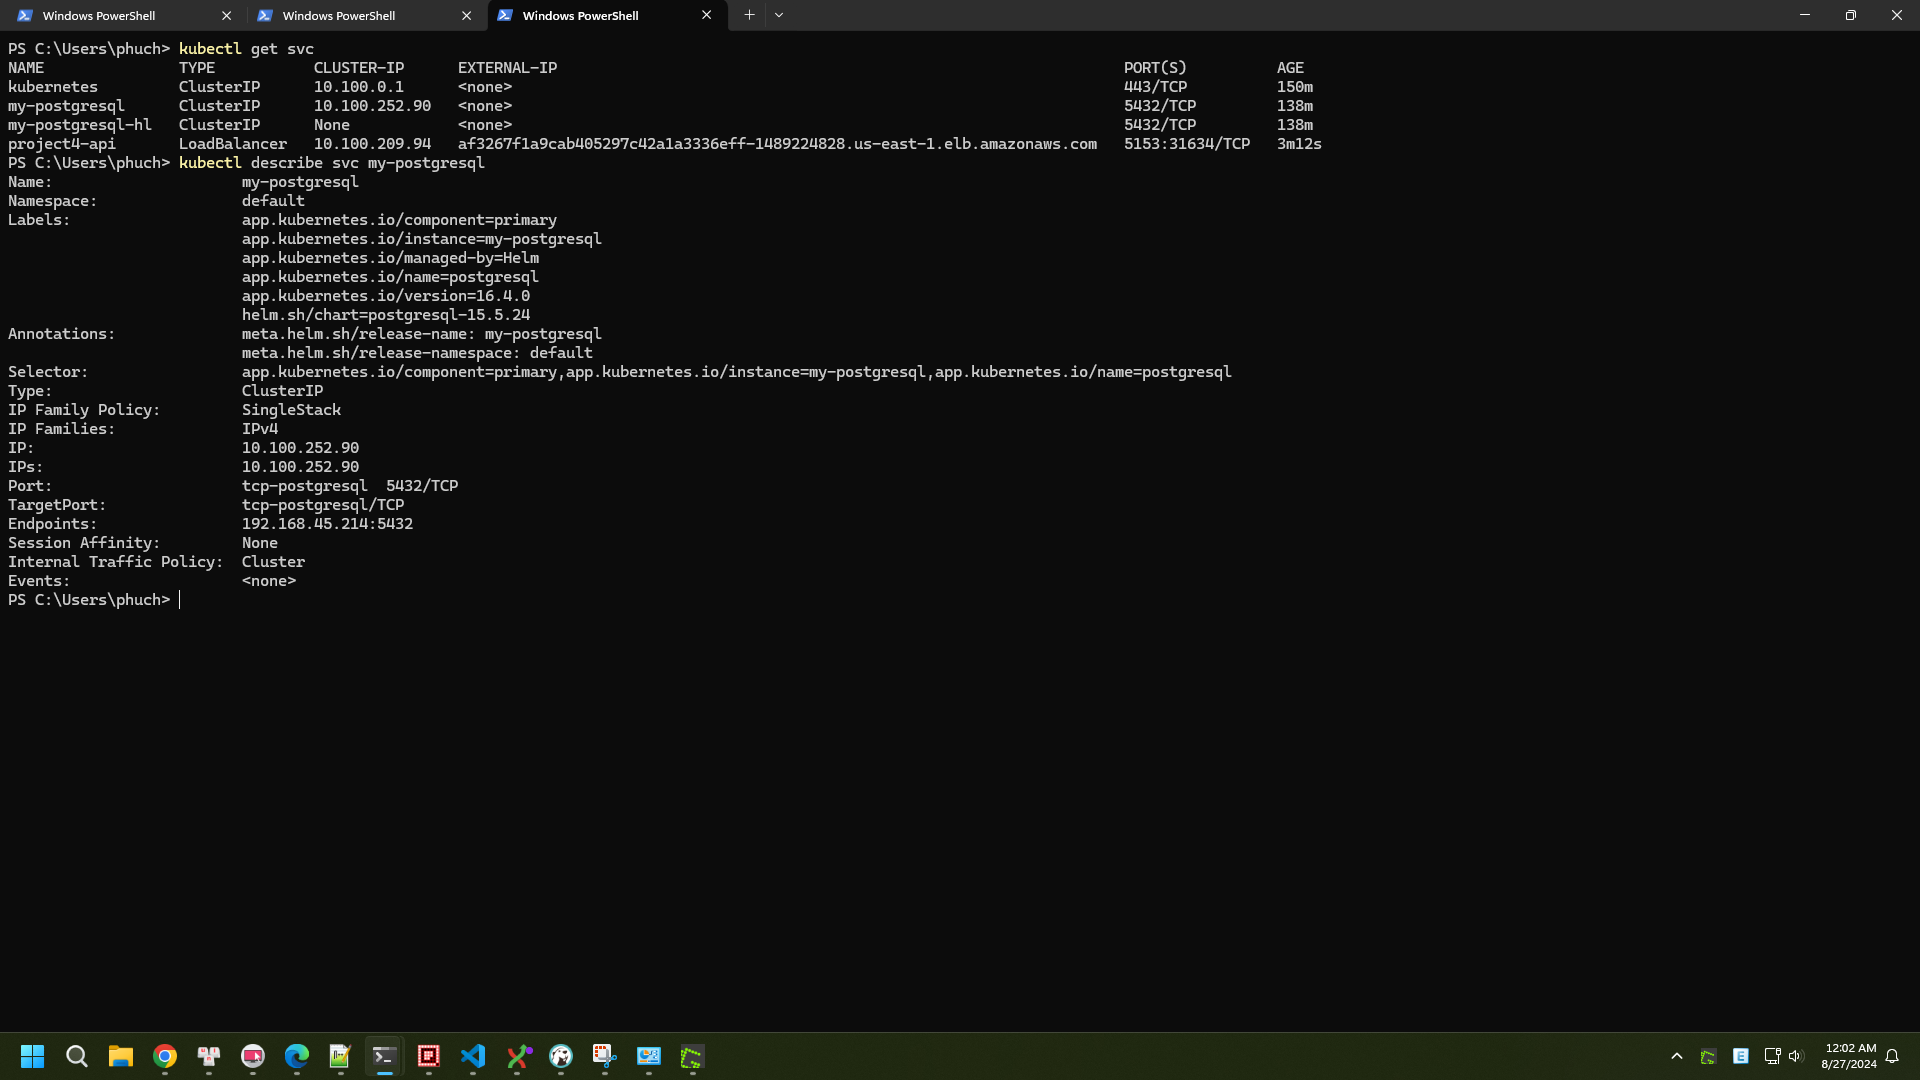 Windows PowerShell Windows PowerShell Windows PowerShell
PS C:\Users\phuch> kubectl get svc
NAME TYPE CLUSTER-IP EXTERNAL-IP PORT(S) AGE
kubernetes ClusterIP 10.100.0.1 <none> 443/TCP 150m
my-postgresql ClusterIP 10.100.252.90 <none> 5432/TCP 138m
my-postgresql-hl ClusterIP None <none> 5432/TCP 138m
project4-api LoadBalancer 10.100.209.94 af3267f1a9cab405297c42a1a3336eff-1489224828.us-east-1.elb.amazonaws.com 5153:31634/TCP 3m12s
PS C:\Users\phuch> kubectl describe svc my-postgresql
Name: my-postgresql
Namespace: default
Labels: app.kubernetes.io/component=primary
app.kubernetes.io/instance=my-postgresql
app.kubernetes.io/managed-by=Helm
app.kubernetes.io/name=postgresql
app.kubernetes.io/version=16.4.0
helm.sh/chart=postgresql-15.5.24
Annotations: meta.helm.sh/release-name: my-postgresql
meta.helm.sh/release-namespace: default
Selector: app.kubernetes.io/component=primary,app.kubernetes.io/instance=my-postgresql,app.kubernetes.io/name=postgresql
Type: ClusterIP
IP Family Policy: SingleStack
IP Families: IPv4
IP: 10.100.252.90
IPs: 10.100.252.90
Port: tcp-postgresql 5432/TCP
TargetPort: tcp-postgresql/TCP
Endpoints: 192.168.45.214:5432
Session Affinity: None
Internal Traffic Policy: Cluster
Events: <none>
PS C:\Users\phuch>
12:02 AM
8/27/2024